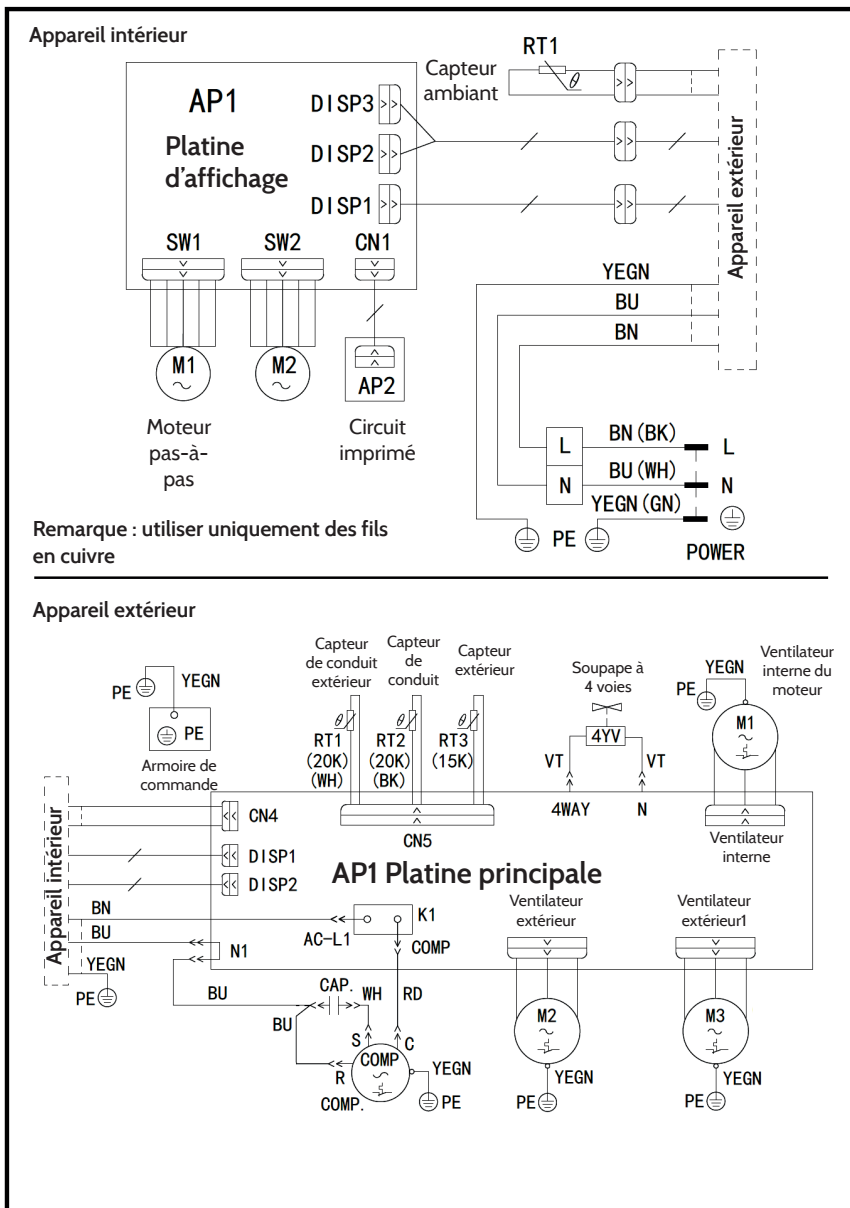 Appareil intérieur
RT1
Capteur
ambiant
θ
AP1
Platine
d'affichage
DISP3
DISP2
DISP1
SW1
SW2
CN1
M1
M2
AP2
Moteur
pas-à-
pas
Circuit
imprimé
Appareil extérieur
YEGN
BU
BN
L
BN (BK)
L
N
BU (WH)
N
YEGN (GN)
PE
POWER
Remarque : utiliser uniquement des fils
en cuivre
Appareil extérieur
PE
YEGN
PE
Armoire de
commande
Capteur
de conduit
extérieur
Capteur
de
conduit
Capteur
extérieur
θ
θ
θ
RT1
(20K)
(WH)
RT2
(20K)
(BK)
RT3
(15K)
CN5
Soupape à
4 voies
4YV
VT
VT
4WAY
N
Ventilateur
interne du
moteur
YEGN
PE
M1
Ventilateur
interne
Appareil intérieur
CN4
DISP1
DISP2
AP1 Platine principale
BN
BU
YEGN
PE
N1
AC-L1
K1
COMP
BU
CAP.
WH
RD
BU
S
C
COMP
R
COMP.
YEGN
PE
Ventilateur
extérieur
M2
YEGN
PE
Ventilateur
extérieur1
M3
YEGN
PE